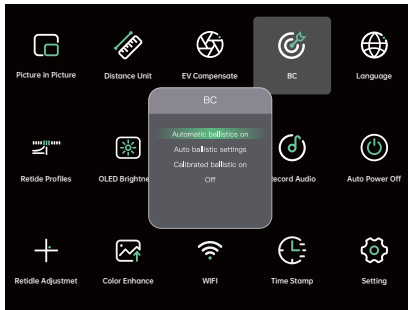 Picture in Picture
Distance Unit
EV Compensate
BC
Language
BC
Automatic ballistics on
Auto ballistic settings
Calibrated ballistic on
Off
Retide Profiles
OLED Brightne
ecord Audio
Auto Power Off
Retidle Adjustmet
Color Enhance
WIFI
Time Stamp
Setting